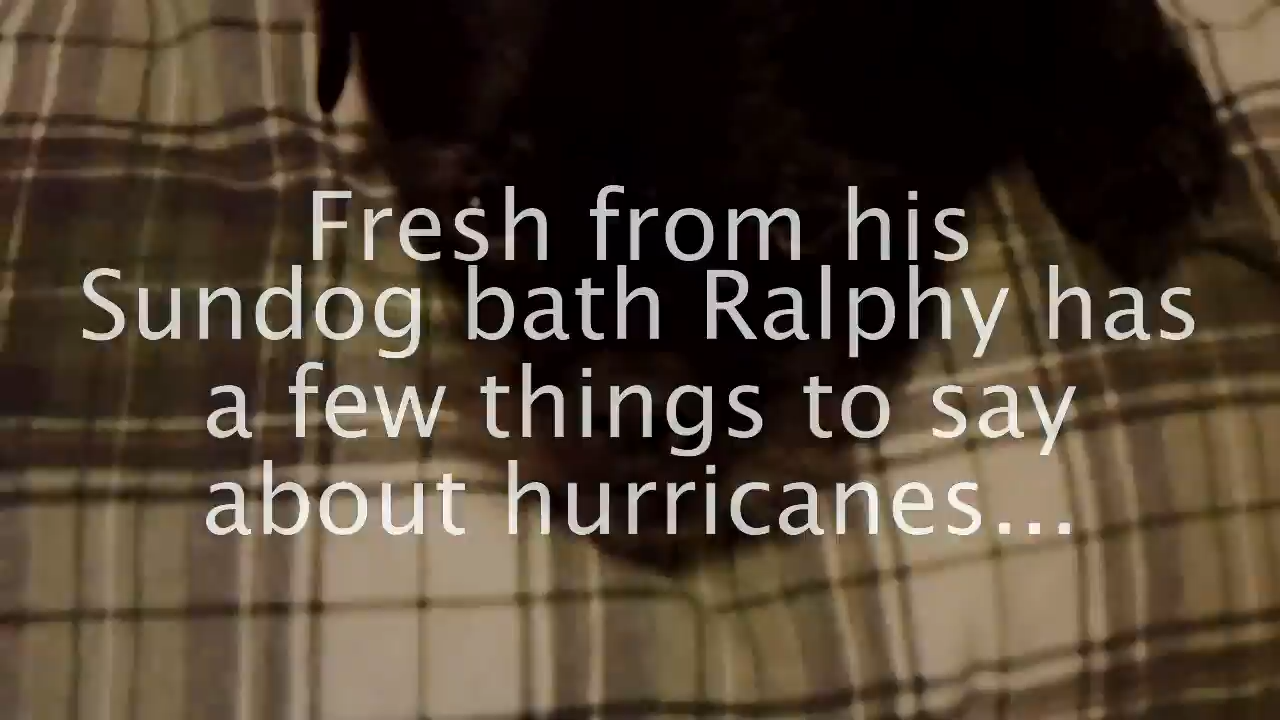 Fresh from his
Sundog bath Ralphy has
a few things to say
about hurricanes...